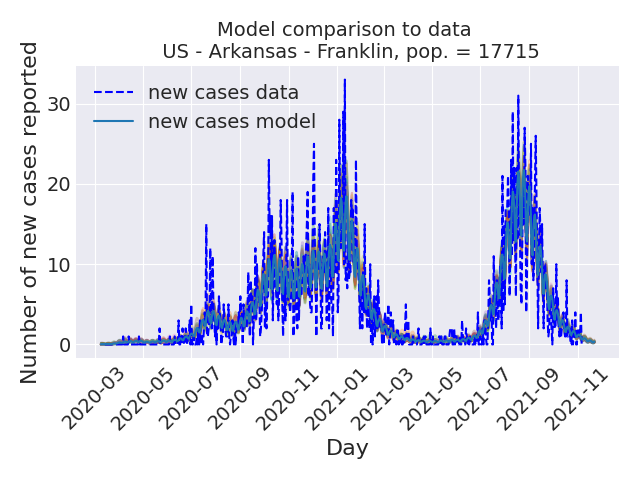 Model comparison to data
US - Arkansas - Franklin, pop. = 17715
Number of new cases reported
30
20
10
0
new cases data
new cases model
2020-03
2020-05
2020-07
2020-09
2020-11
2021-01
2021-03
2021-05
2021-07
2021-09
2021-11
Day